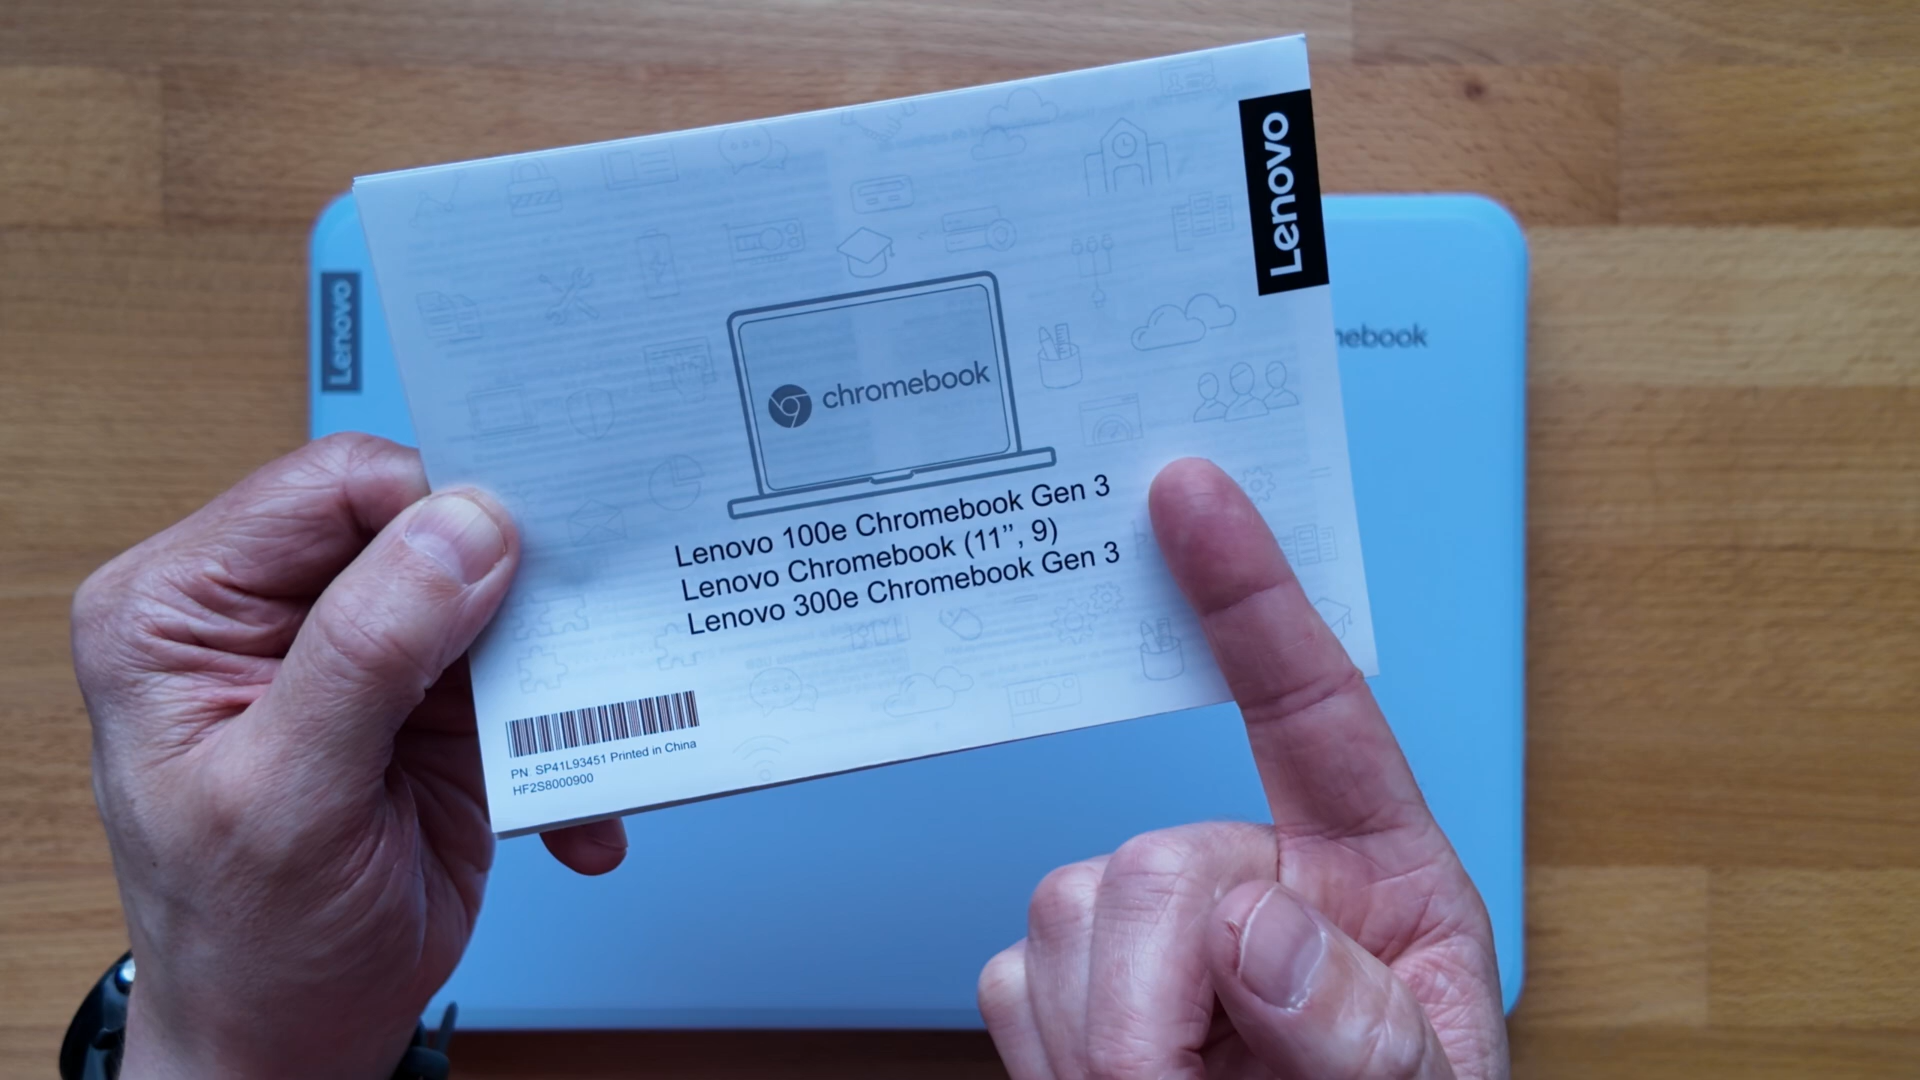 Lenovo
Lenovo
nebook
chromebook
Lenovo 100e Chromebook Gen 3
Lenovo Chromebook (11”, 9)
Lenovo 300e Chromebook Gen 3
PN: SP41L93451 Printed in China
HF2S8000900